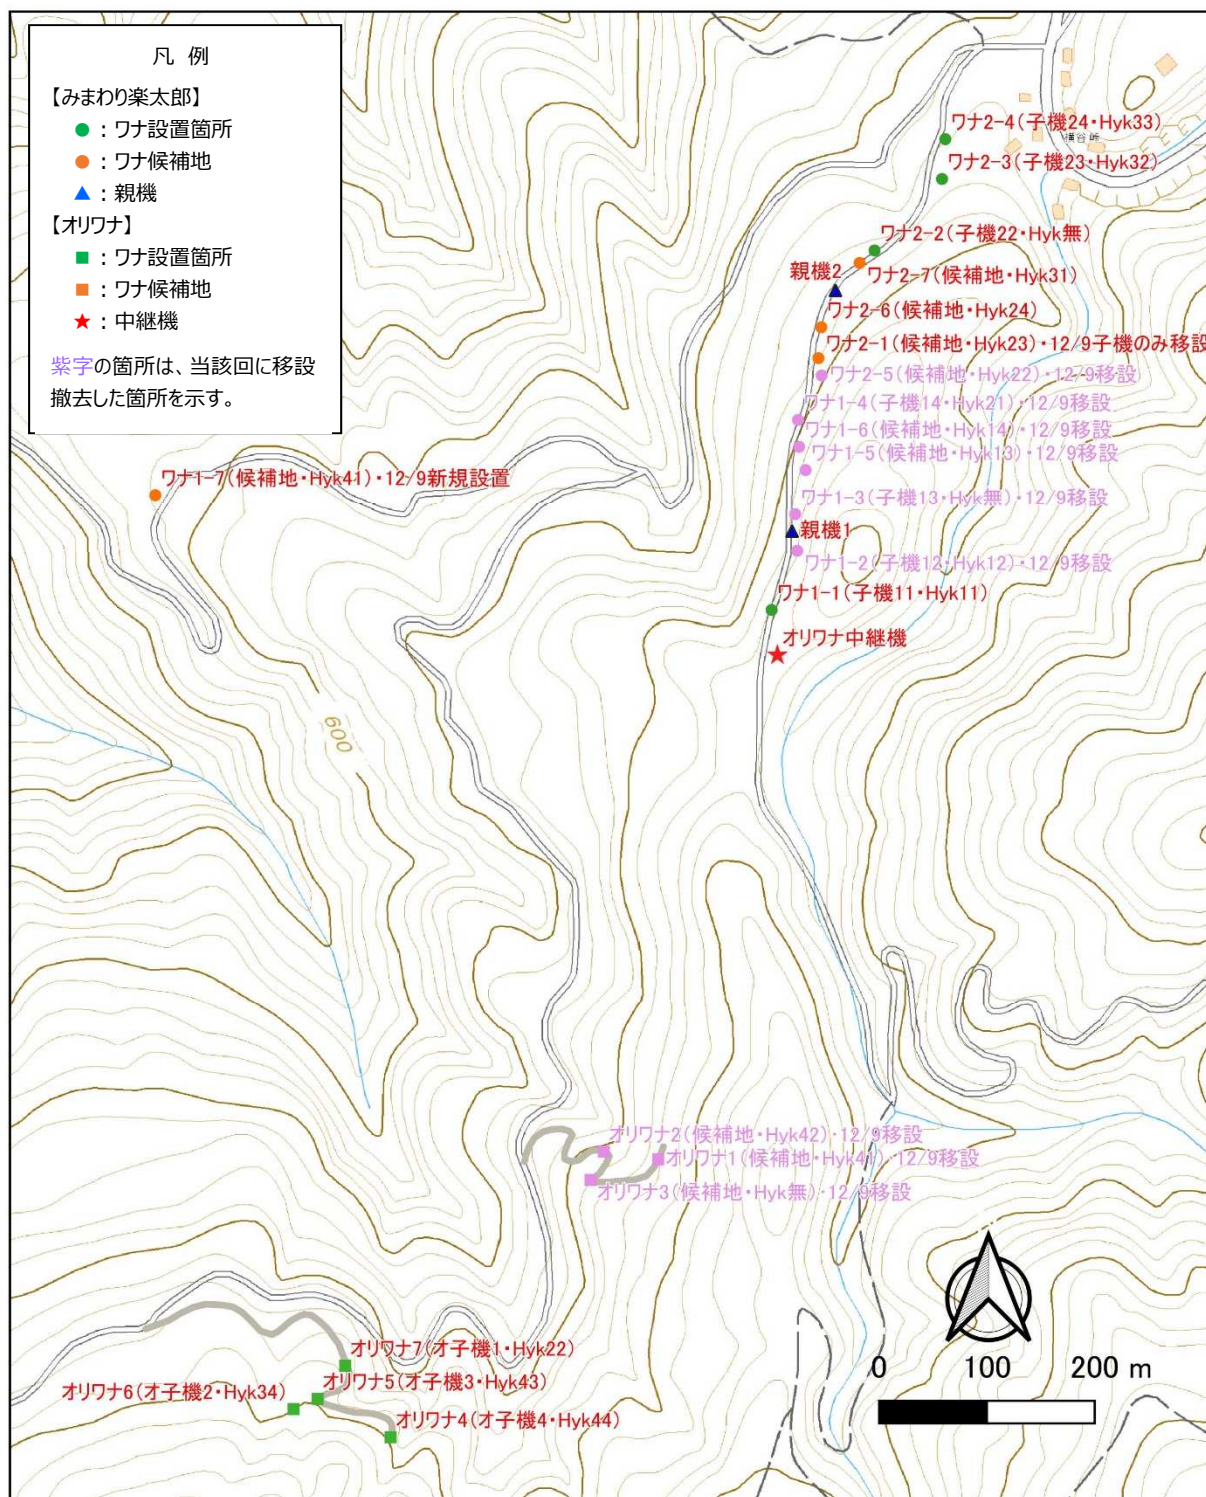 凡 例
【みまわり楽太郎】
●：ワナ設置箇所
●：ワナ候補地
▲：親機
【オリワナ】
■：ワナ設置箇所
■：ワナ候補地
★：中継機
紫字の箇所は、当該回に移設
撤去した箇所を示す。
ワナ2-4(子機24・Hyk33)
横谷峠
ワナ2-3(子機23・Hyk32)
ワナ2-2(子機22・Hyk無)
親機2
ワナ2-7(候補地・Hyk31)
ワナ2-6(候補地・Hyk24)
ワナ2-1(候補地・Hyk23)・12/9子機のみ移設
ワナ2-5(候補地・Hyk22)・12/9移設
ワナ1-4(子機14・Hyk21)・12/9移設
ワナ1-6(候補地・Hyk14)・12/9移設
ワナ1-5(候補地・Hyk13)・12/9移設
ワナ1-7(候補地・Hyk41)・12/9新規設置
ワナ1-3(子機13・Hyk無)・12/9移設
親機1
ワナ1-2(子機12・Hyk12)・12/9移設
ワナ1-1(子機11・Hyk11)
オリワナ中継機
600
オリワナ2(候補地・Hyk42)・12/9移設
オリワナ1(候補地・Hyk41)・12/9移設
オリワナ3(候補地・Hyk無)・12/9移設
オリワナ7(オ子機1・Hyk22)
オリワナ5(オ子機3・Hyk43)
オリワナ6(オ子機2・Hyk34)
オリワナ4(オ子機4・Hyk44)
0 100 200 m